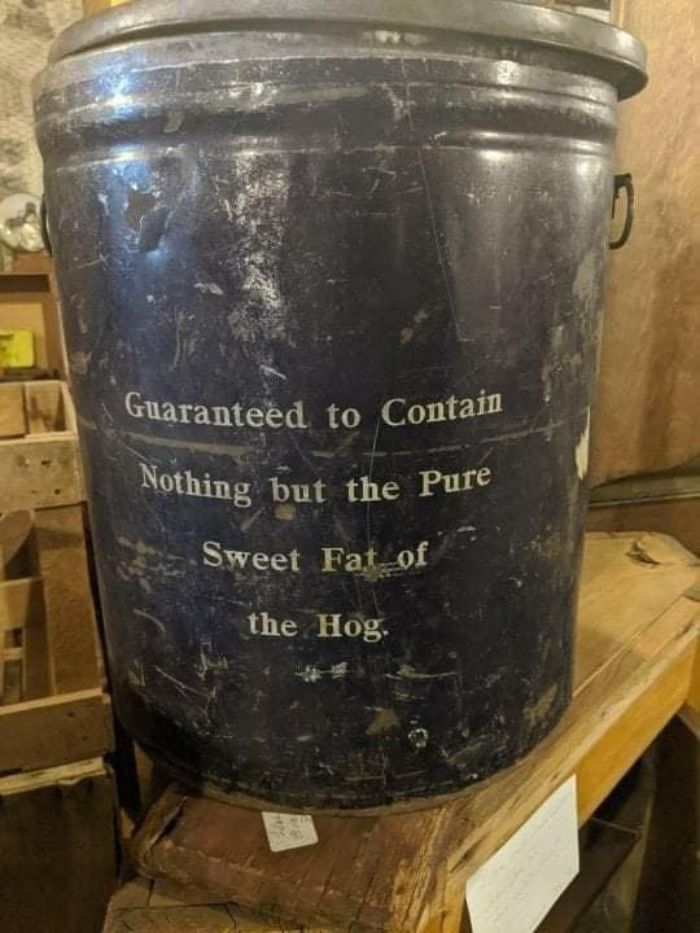 Guaranteed to Contain
Nothing but the Pure
Sweet Fat of
the Hog.